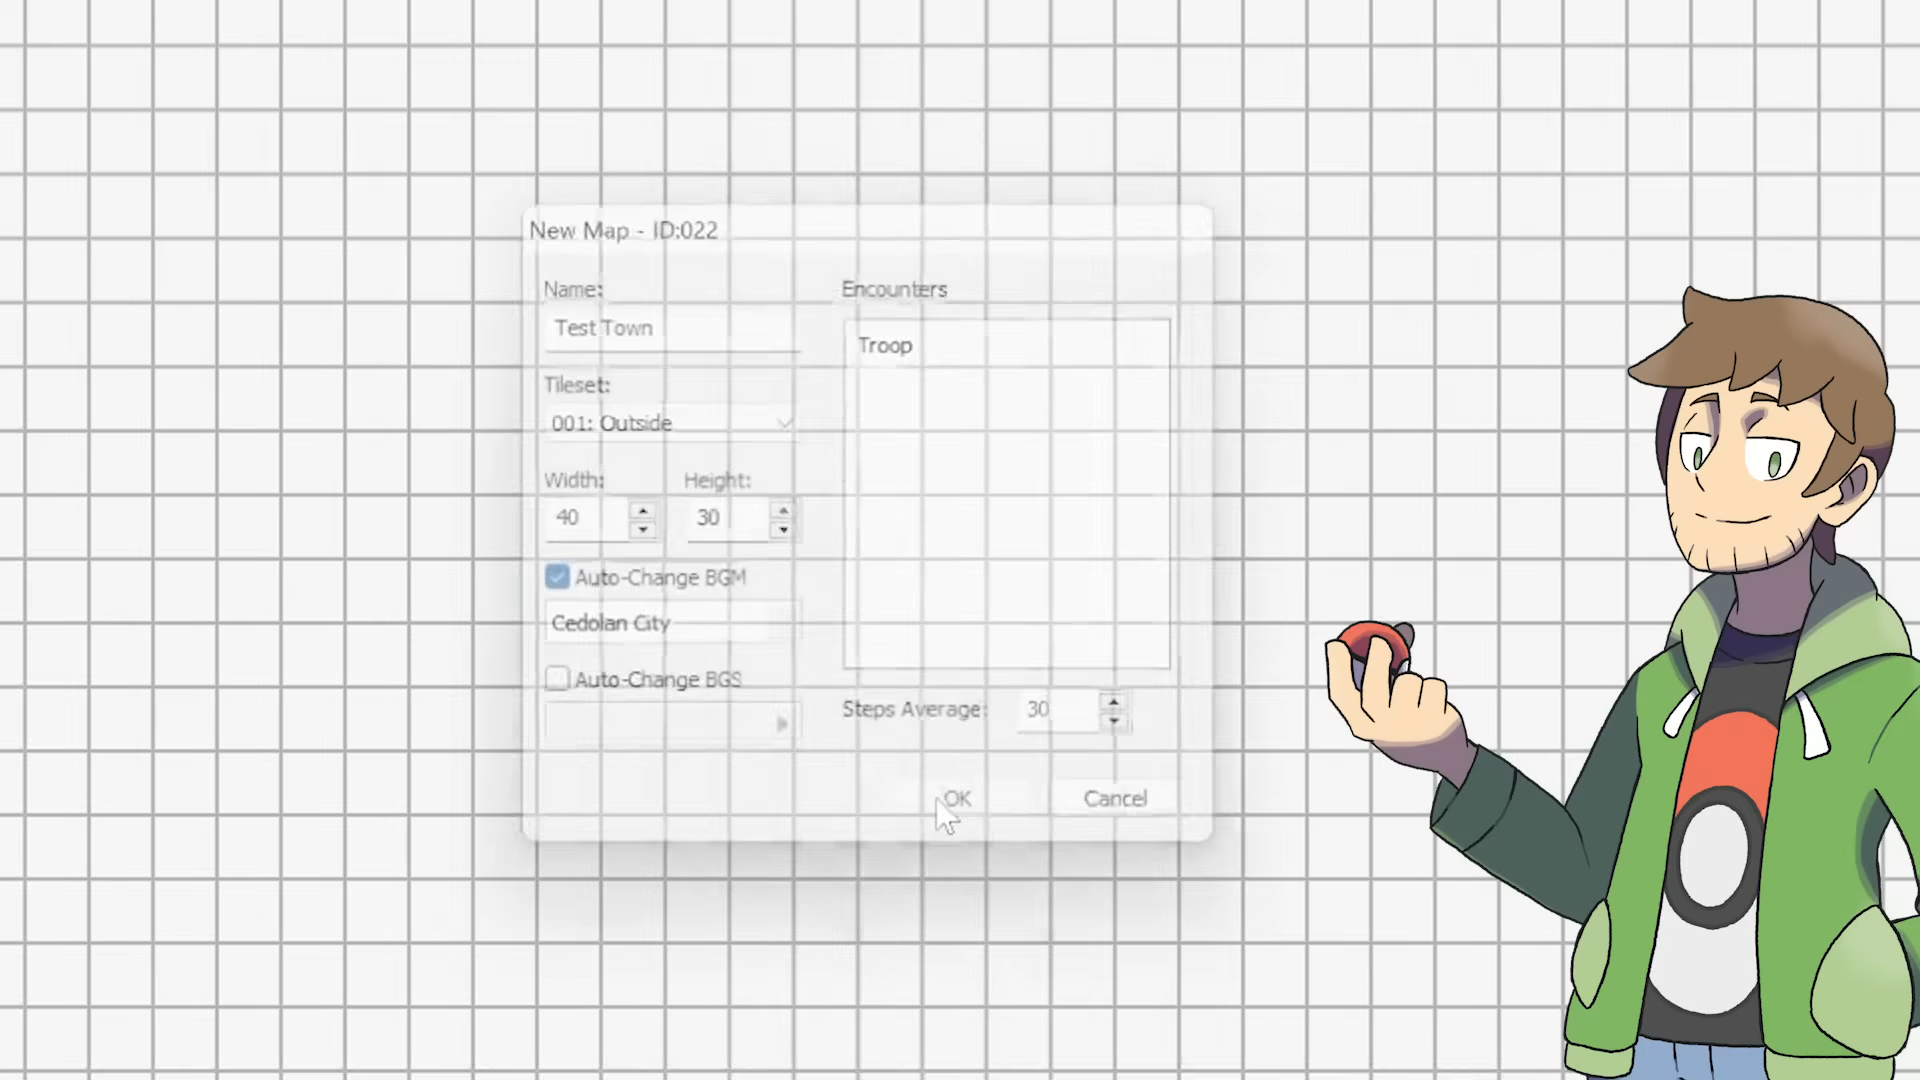 New Map - ID:022
Name:
Test Town
Tileset:
001: Outside
Width:
Height:
40
30
Auto-Change BGM
Cedolan City
Auto-Change BGS
Encounters
Troop
Steps Average:
30
OK
Cancel